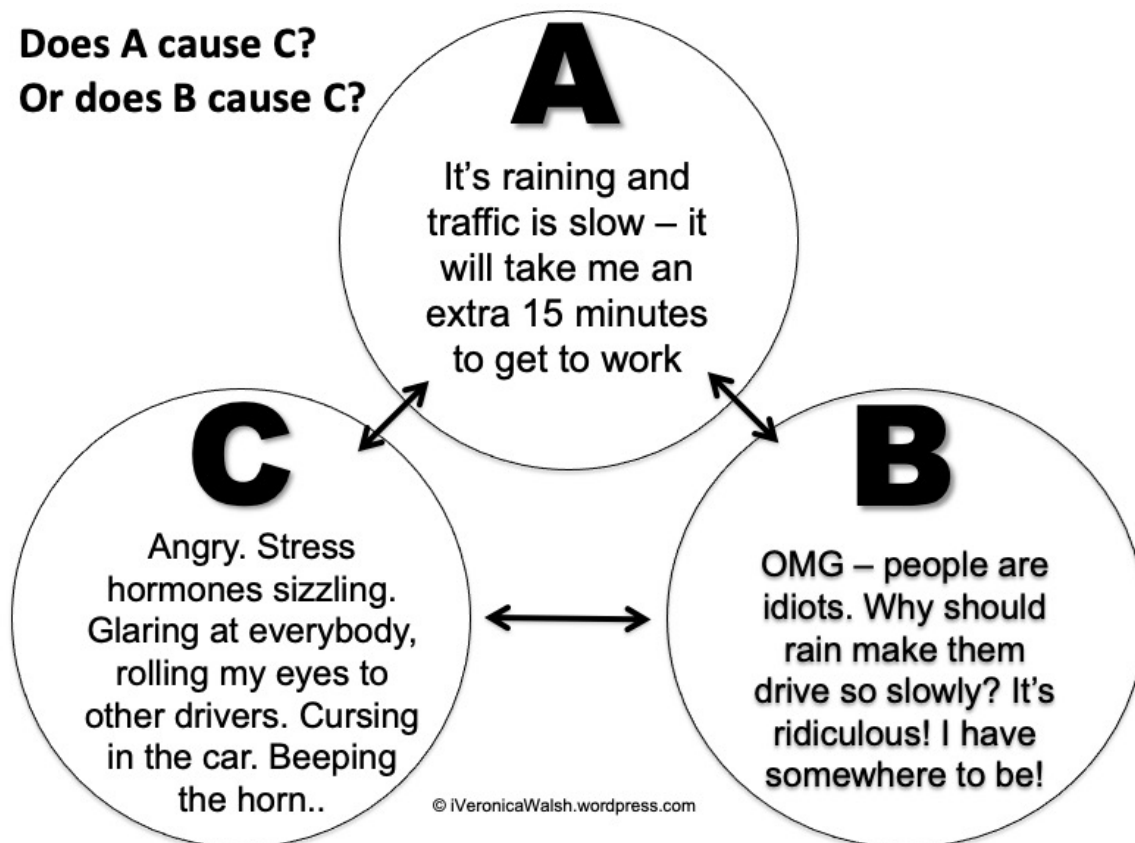 Does A cause C?
Or does B cause C?
A
It’s raining and
traffic is slow – it
will take me an
extra 15 minutes
to get to work
C
Angry. Stress
hormones sizzling.
Glaring at everybody,
rolling my eyes to
other drivers. Cursing
in the car. Beeping
the horn..
B
OMG – people are
idiots. Why should
rain make them
drive so slowly? It’s
ridiculous! I have
somewhere to be!
© iVeronicaWalsh.wordpress.com